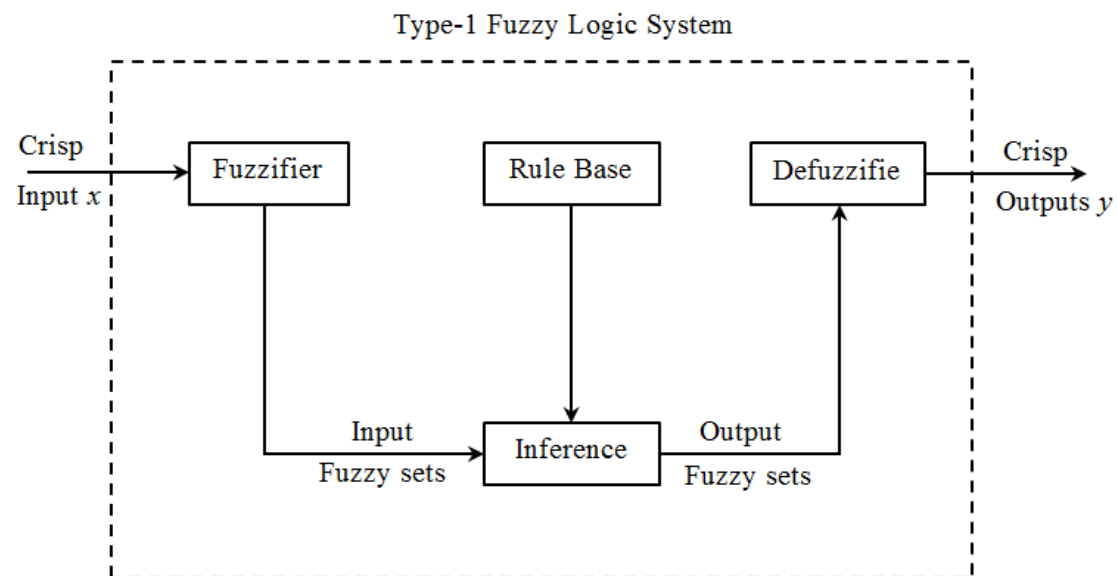 Type-1 Fuzzy Logic System
Crisp
Input x
Fuzzifier
Rule Base
Defuzzifie
Crisp
Outputs y
Input
Fuzzy sets
Inference
Output
Fuzzy sets